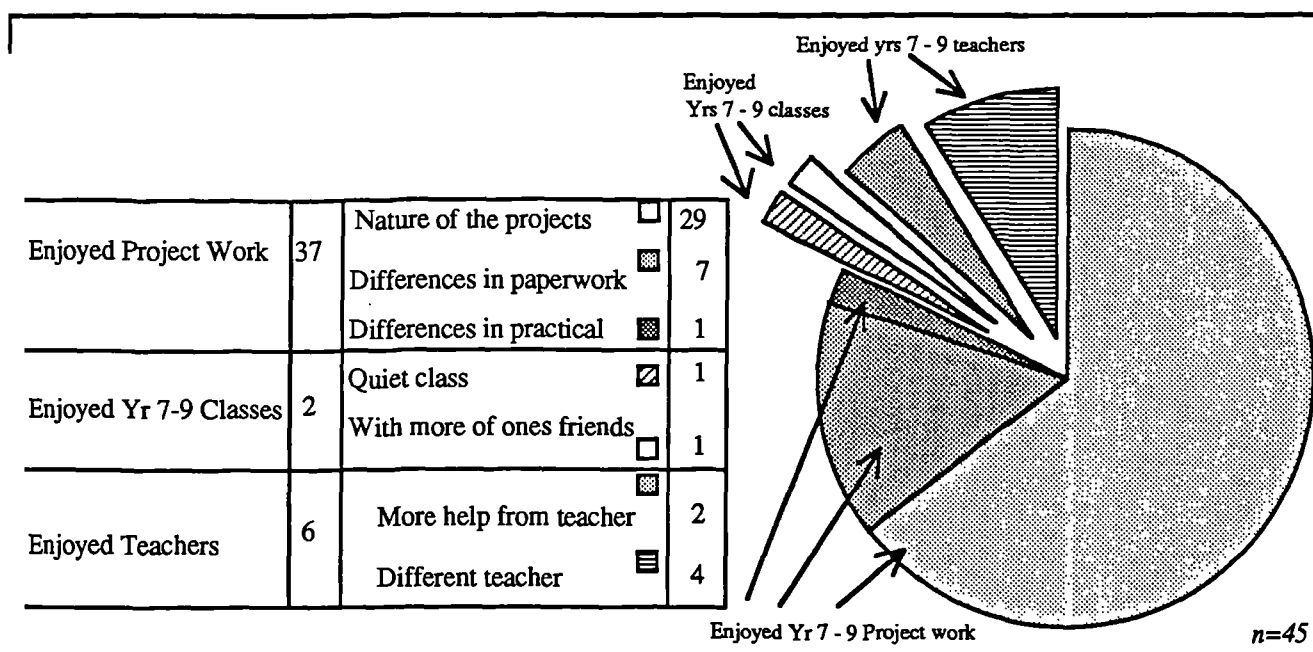 Enjoyed yrs 7 - 9 teachers
Enjoyed
Yrs 7 - 9 classes
Enjoyed Project Work 37
Nature of the projects 29
Differences in paperwork 7
Differences in practical 1
Enjoyed Yr 7-9 Classes 2
Quiet class 1
With more of ones friends 1
Enjoyed Teachers 6
More help from teacher 2
Different teacher 4
Enjoyed Yr 7 - 9 Project work
n=45